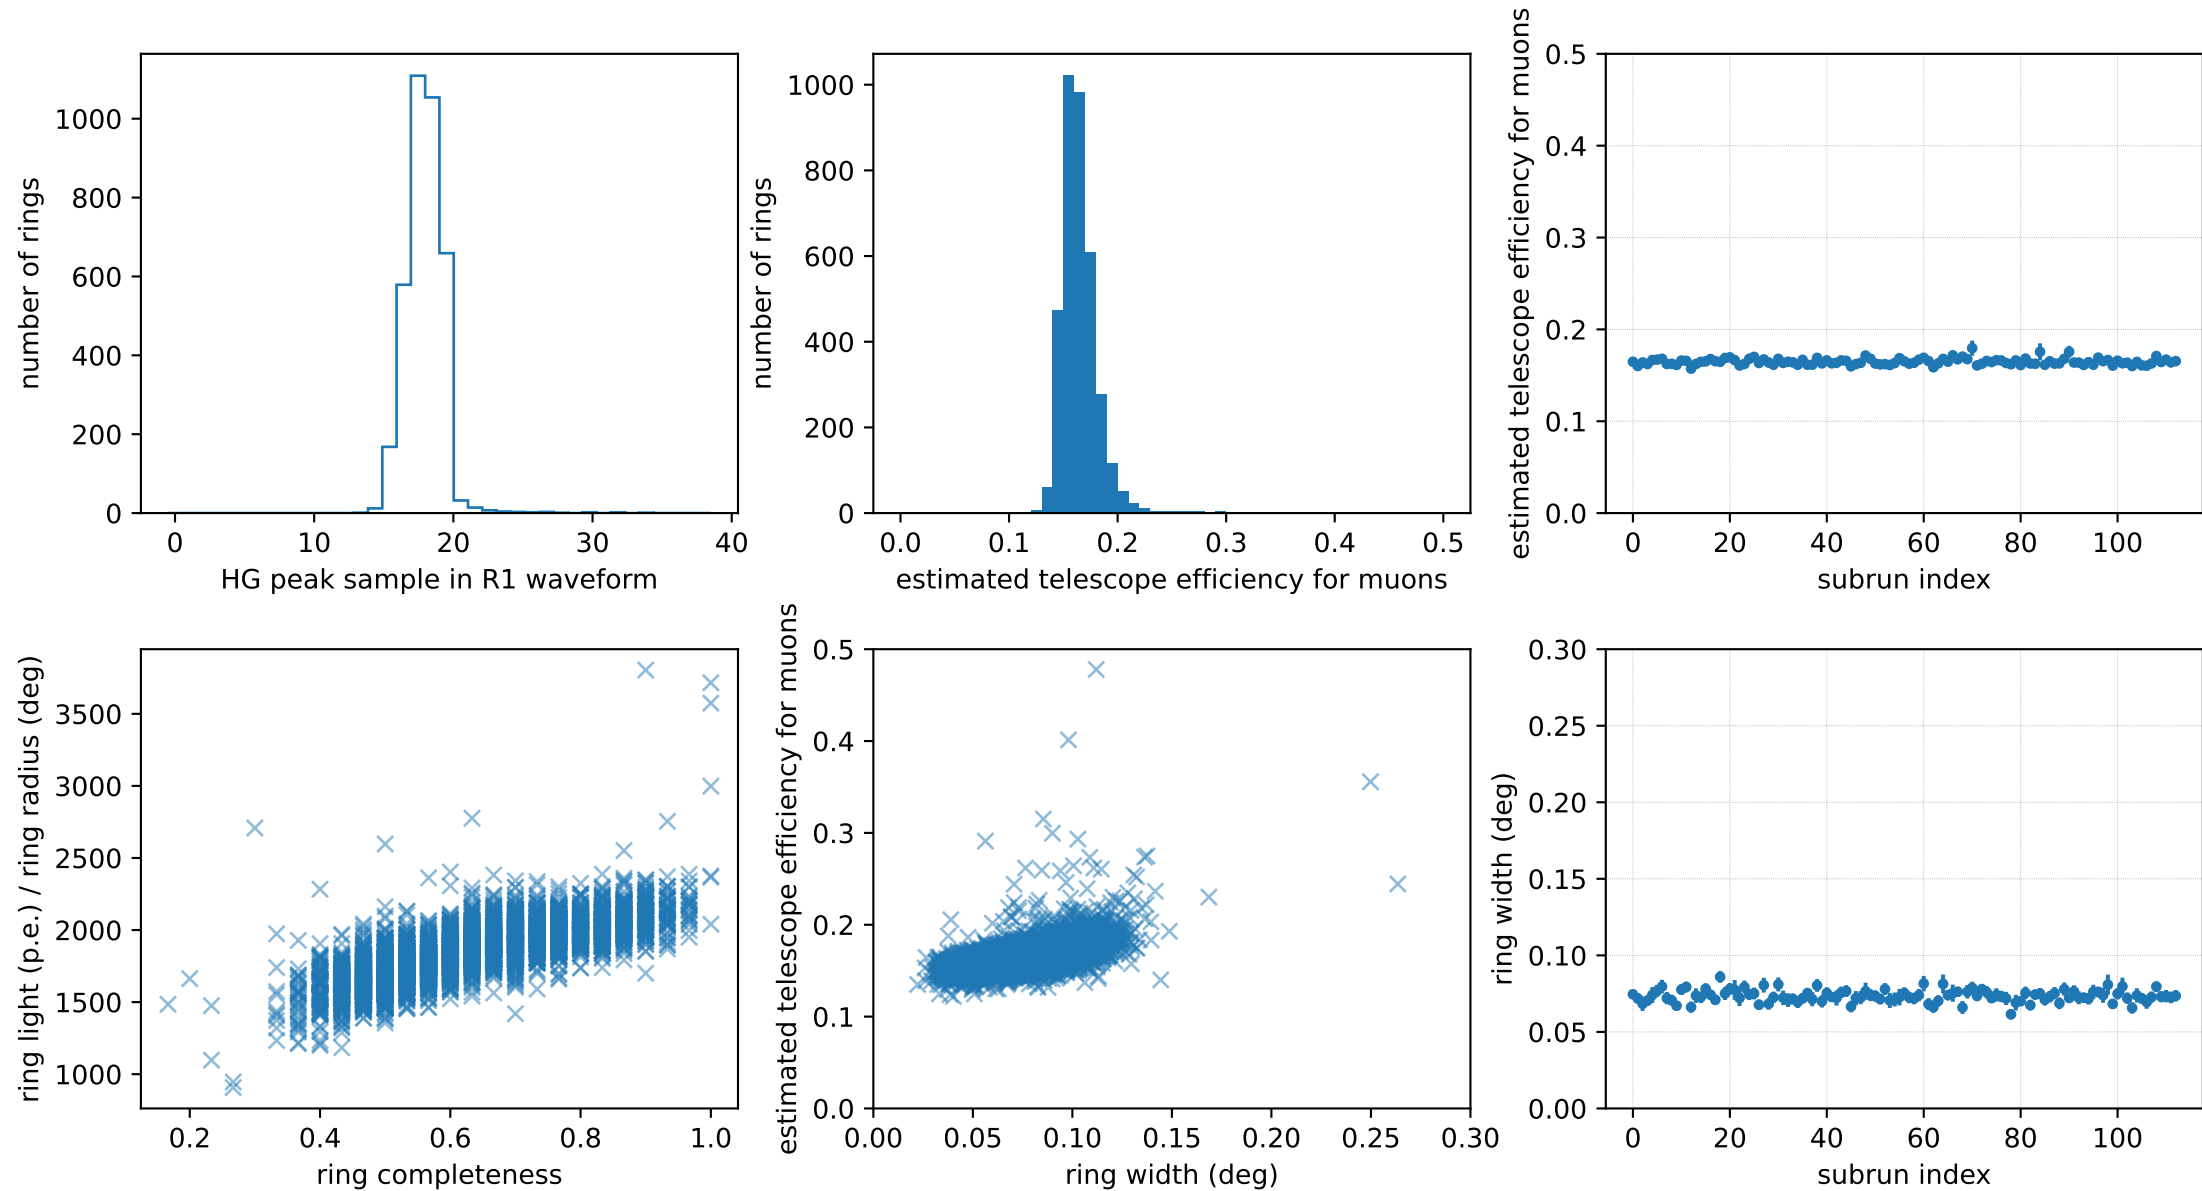 number of rings
1000
800
600
400
200
0
0 10 20 30 40
HG peak sample in R1 waveform
number of rings
1000
800
600
400
200
0
0.0 0.1 0.2 0.3 0.4 0.5
estimated telescope efficiency for muons
estimated telescope efficiency for muons
0.5
0.4
0.3
0.2
0.1
0.0
0 20 40 60 80 100
subrun index
ring light (p.e.) / ring radius (deg)
3500
3000
2500
2000
1500
1000
0.2 0.4 0.6 0.8 1.0
ring completeness
estimated telescope efficiency for muons
0.5
0.4
0.3
0.2
0.1
0.0
0.00 0.05 0.10 0.15 0.20 0.25 0.30
ring width (deg)
ring width (deg)
0.30
0.25
0.20
0.15
0.10
0.05
0.00
0 20 40 60 80 100
subrun index